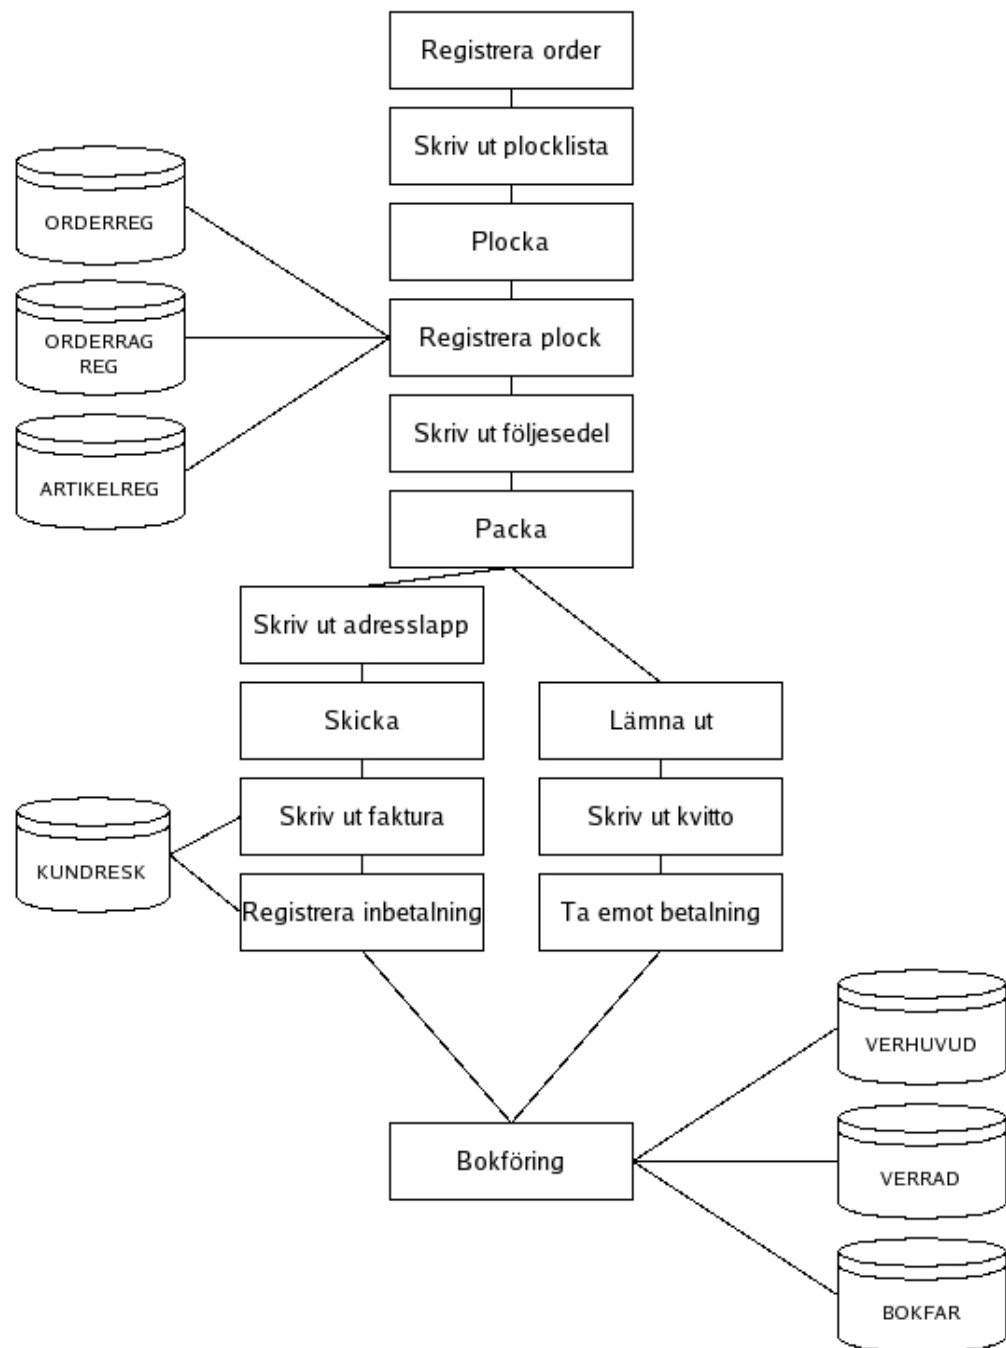 Registrera order
Skriv ut plocklista
Plocka
ORDERREG
Registrera plock
ORDERRAG
REG
Skriv ut följesedel
ARTIKELREG
Packa
Skriv ut adresslapp
Skicka
Lämna ut
Skriv ut faktura
Skriv ut kvitto
KUNDRESK
Registrera inbetalning
Ta emot betalning
VERHUVUD
Bokföring
VERRAD
BOKFAR